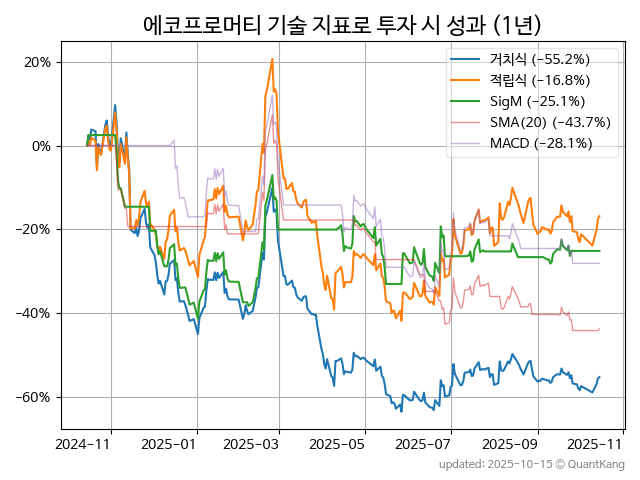 에코프로머티 기술 지표로 투자 시 성과 (1년)
거치식 (−55.2%)
적립식 (−16.8%)
SigM (−25.1%)
SMA(20) (−43.7%)
MACD (−28.1%)
20%
0%
−20%
−40%
−60%
2024-11 2025-01 2025-03 2025-05 2025-07 2025-09 2025-11
updated: 2025-10-15 © QuantKang